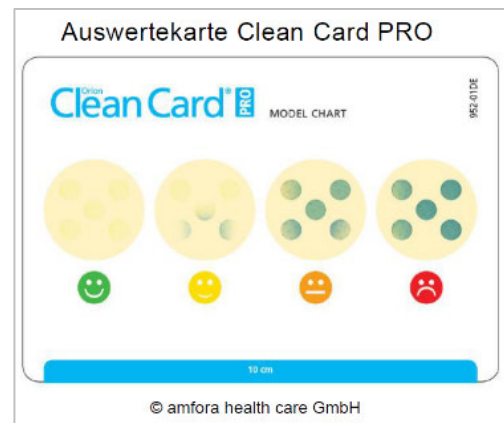 Auswertekarte Clean Card PRO
Orion
Clean Card® PRO
MODEL CHART
952-01DE
10 cm
© amfora health care GmbH